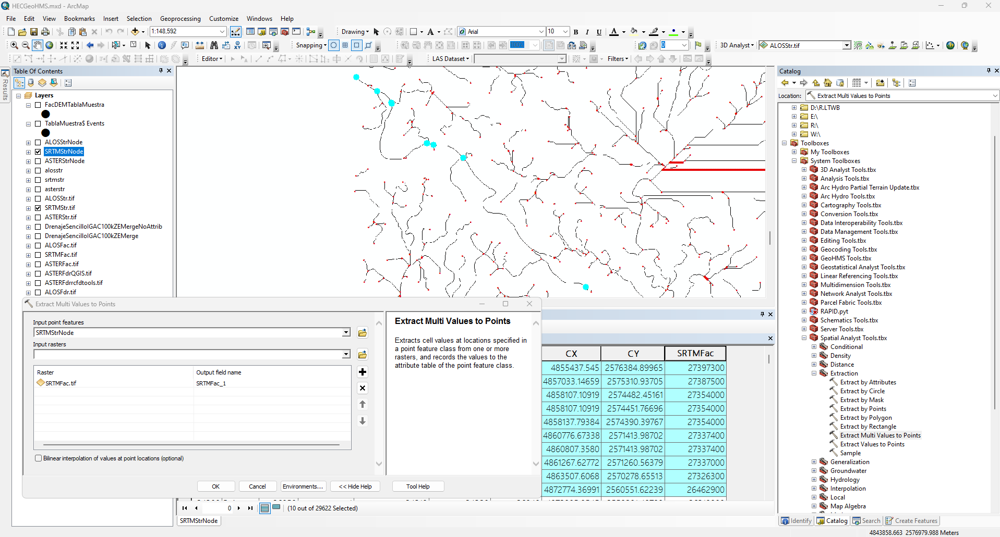 HECGeoHMS.mxd - ArcMap
File Edit View Bookmarks Insert Selection Geoprocessing Customize Windows Help
1:148,592 Drawing A Arial 10 B I U A
Snapping 100% 0 3D Analyst ALOSStr.tif
Editor LAS Dataset Filters
Results
Table Of Contents
Layers
FacDEMTablaMuestra
TablaMuestra$ Events
ALOSStrNode
SRTMStrNode
ASTERStrNode
alosstr
srtmstr
asterstr
ALOSStr.tif
SRTMStr.tif
ASTERStr.tif
DrenajeSencilloIGAC100kZEMergeNoAttrib
DrenajeSencilloIGAC100kZEMerge
ALOSFac.tif
SRTMFac.tif
ASTERFac.tif
ASTERFdrQGIS.tif
ASTERFdrrcfdtools.tif
ALOSFdr.tif
Extract Multi Values to Points
Input point features
SRTMStrNode
Input rasters
Raster Output field name
SRTMFac.tif SRTMFac_1
Bilinear interpolation of values at point locations (optional)
OK Cancel Environments... << Hide Help Tool Help
Extract Multi Values to Points
Extracts cell values at locations specified in
a point feature class from one or more
rasters, and records the values to the
attribute table of the point feature class.
CX CY SRTMFac
4855437.545 2576384.89965 27397300
4857033.14659 2575310.93705 27387500
4858107.10919 2574482.45161 27354000
4858107.10919 2574451.76696 27354000
4858137.79384 2574390.39767 27354000
4860776.67338 2571413.98702 27337400
4860807.3580 2571413.98702 27337400
4861267.62772 2571260.56379 27337000
4863507.6068 2570278.65513 27326300
4872774.36991 2560551.62239 26462900
0 (10 out of 29622 Selected)
SRTMStrNode
Catalog
Location: Extract Multi Values to Points
D:\R.LTWB
E:\
R:\
W:\
Toolboxes
My Toolboxes
System Toolboxes
3D Analyst Tools.tbx
Analysis Tools.tbx
Arc Hydro Partial Terrain Update.tbx
Arc Hydro Tools.tbx
Cartography Tools.tbx
Conversion Tools.tbx
Data Interoperability Tools.tbx
Data Management Tools.tbx
Editing Tools.tbx
Geocoding Tools.tbx
GeoHMS Tools.tbx
Geostatistical Analyst Tools.tbx
Linear Referencing Tools.tbx
Multidimension Tools.tbx
Network Analyst Tools.tbx
Parcel Fabric Tools.tbx
RAPID.pyt
Schematics Tools.tbx
Server Tools.tbx
Spatial Analyst Tools.tbx
Conditional
Density
Distance
Extraction
Extract by Attributes
Extract by Circle
Extract by Mask
Extract by Points
Extract by Polygon
Extract by Rectangle
Extract Multi Values to Points
Extract Values to Points
Sample
Generalization
Groundwater
Hydrology
Interpolation
Local
Map Algebra
Identify Catalog Search Create Features
4843858.663 2576979.988 Meters